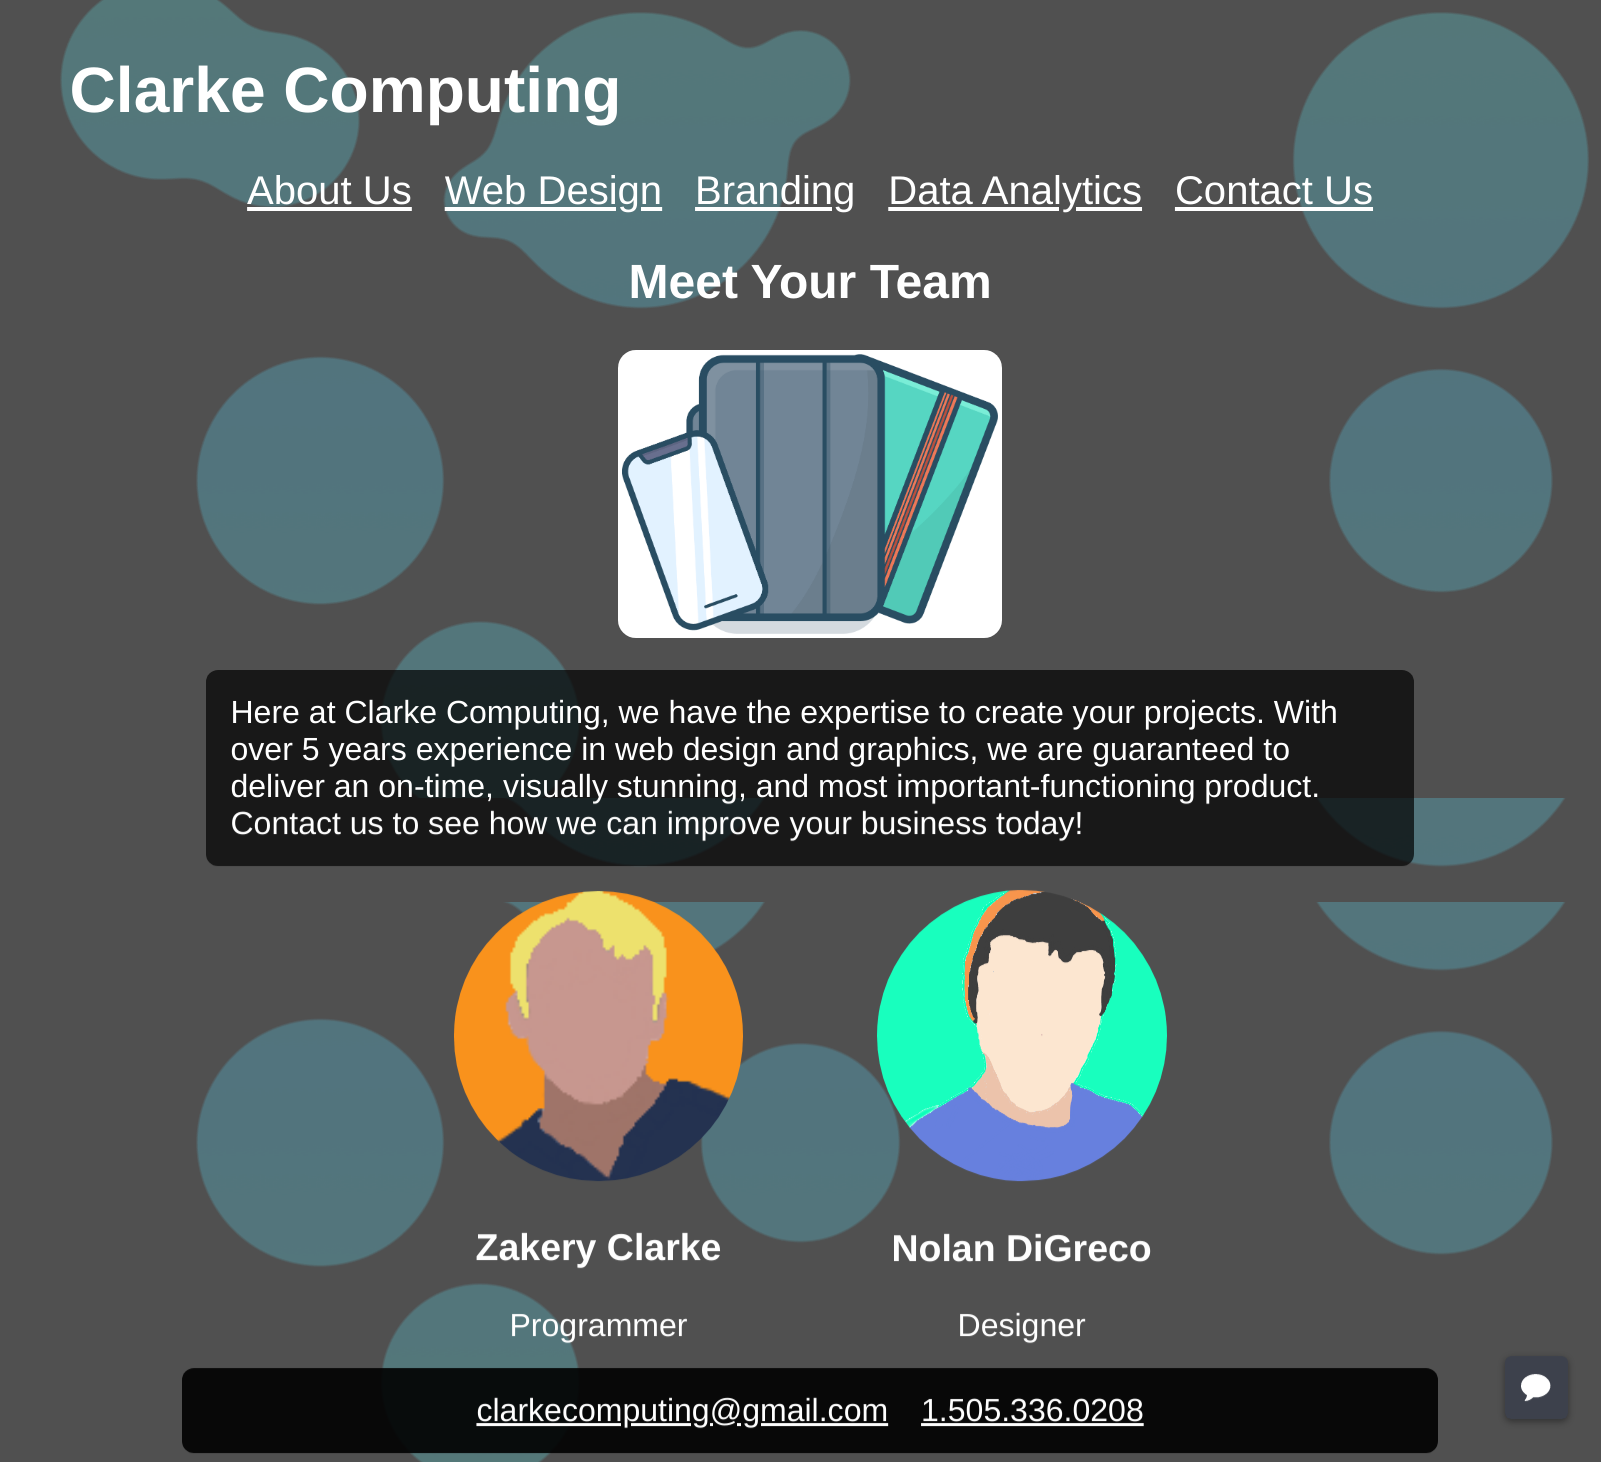 Clarke Computing
About Us Web Design Branding Data Analytics Contact Us
Meet Your Team
Here at Clarke Computing, we have the expertise to create your projects. With
over 5 years experience in web design and graphics, we are guaranteed to
deliver an on-time, visually stunning, and most important-functioning product.
Contact us to see how we can improve your business today!
Zakery Clarke
Programmer
Nolan DiGreco
Designer
clarkecomputing@gmail.com 1.505.336.0208